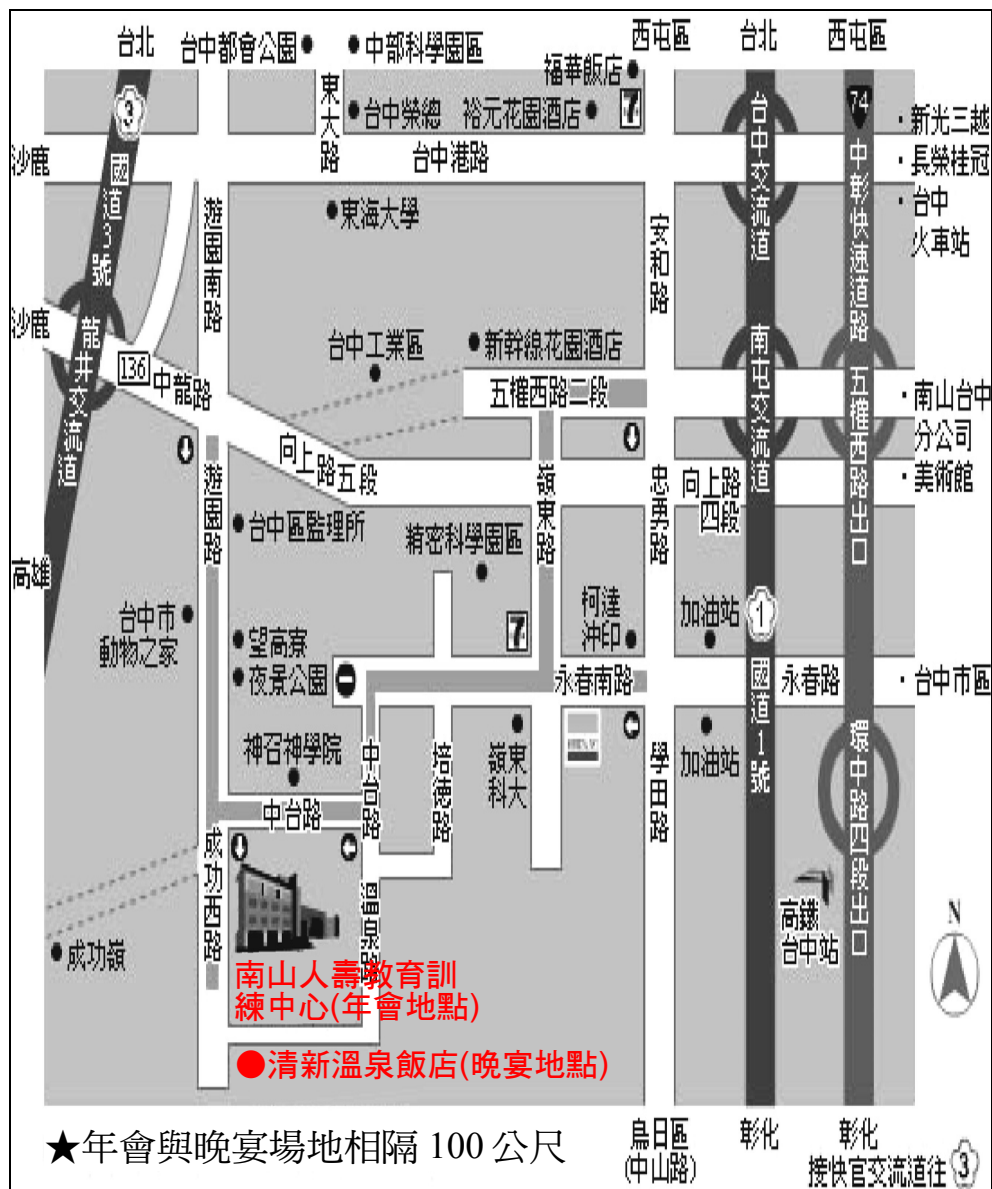 台北
台中都會公園
中部科學園區
西屯區
台北
西屯區
福華飯店
3
東大路
台中榮總
裕元花園酒店
7
74
新光三越
沙鹿
台中港路
長榮桂冠
台中
火車站
國道3號
遊園南路
東海大學
安和路
台中交流道
中彰快速道路
沙鹿
龍井交流道
136
中龍路
台中工業區
新幹線花園酒店
五權西路二段
南屯交流道
五權西路出口
南山台中
分公司
美術館
向上路五段
嶺東路
忠勇路
向上路
四段
遊園路
台中區監理所
精密科學園區
高雄
台中市
動物之家
望高寮
夜景公園
7
柯達
沖印
加油站
1
永春南路
國道1號
永春路
台中市區
神召神學院
中台路
培德路
嶺東
科大
學田路
加油站
環中路四段出口
中台路
成功西路
溫泉路
高鐵
台中站
N
成功嶺
南山人壽教育訓
練中心(年會地點)
●清新溫泉飯店(晚宴地點)
★年會與晚宴場地相隔 100 公尺
烏日區
(中山路)
彰化
彰化
接快官交流道往 3